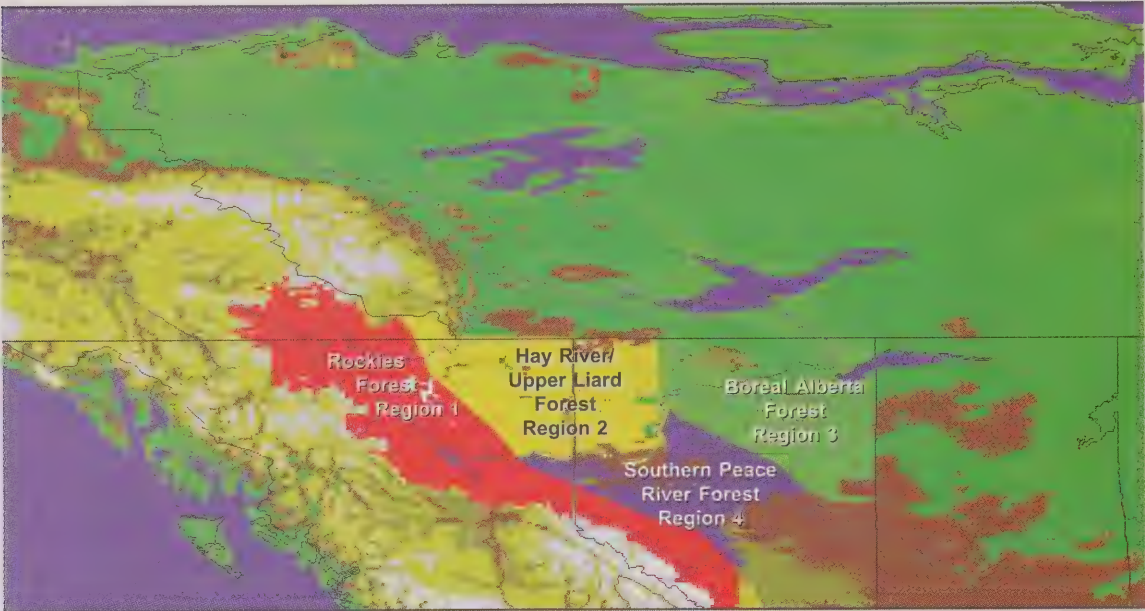 Rockies
Forest
Region 1
Hay River/
Upper Liard
Forest
Region 2
Boreal Alberta
Forest
Region 3
Southern Peace
River Forest
Region 4